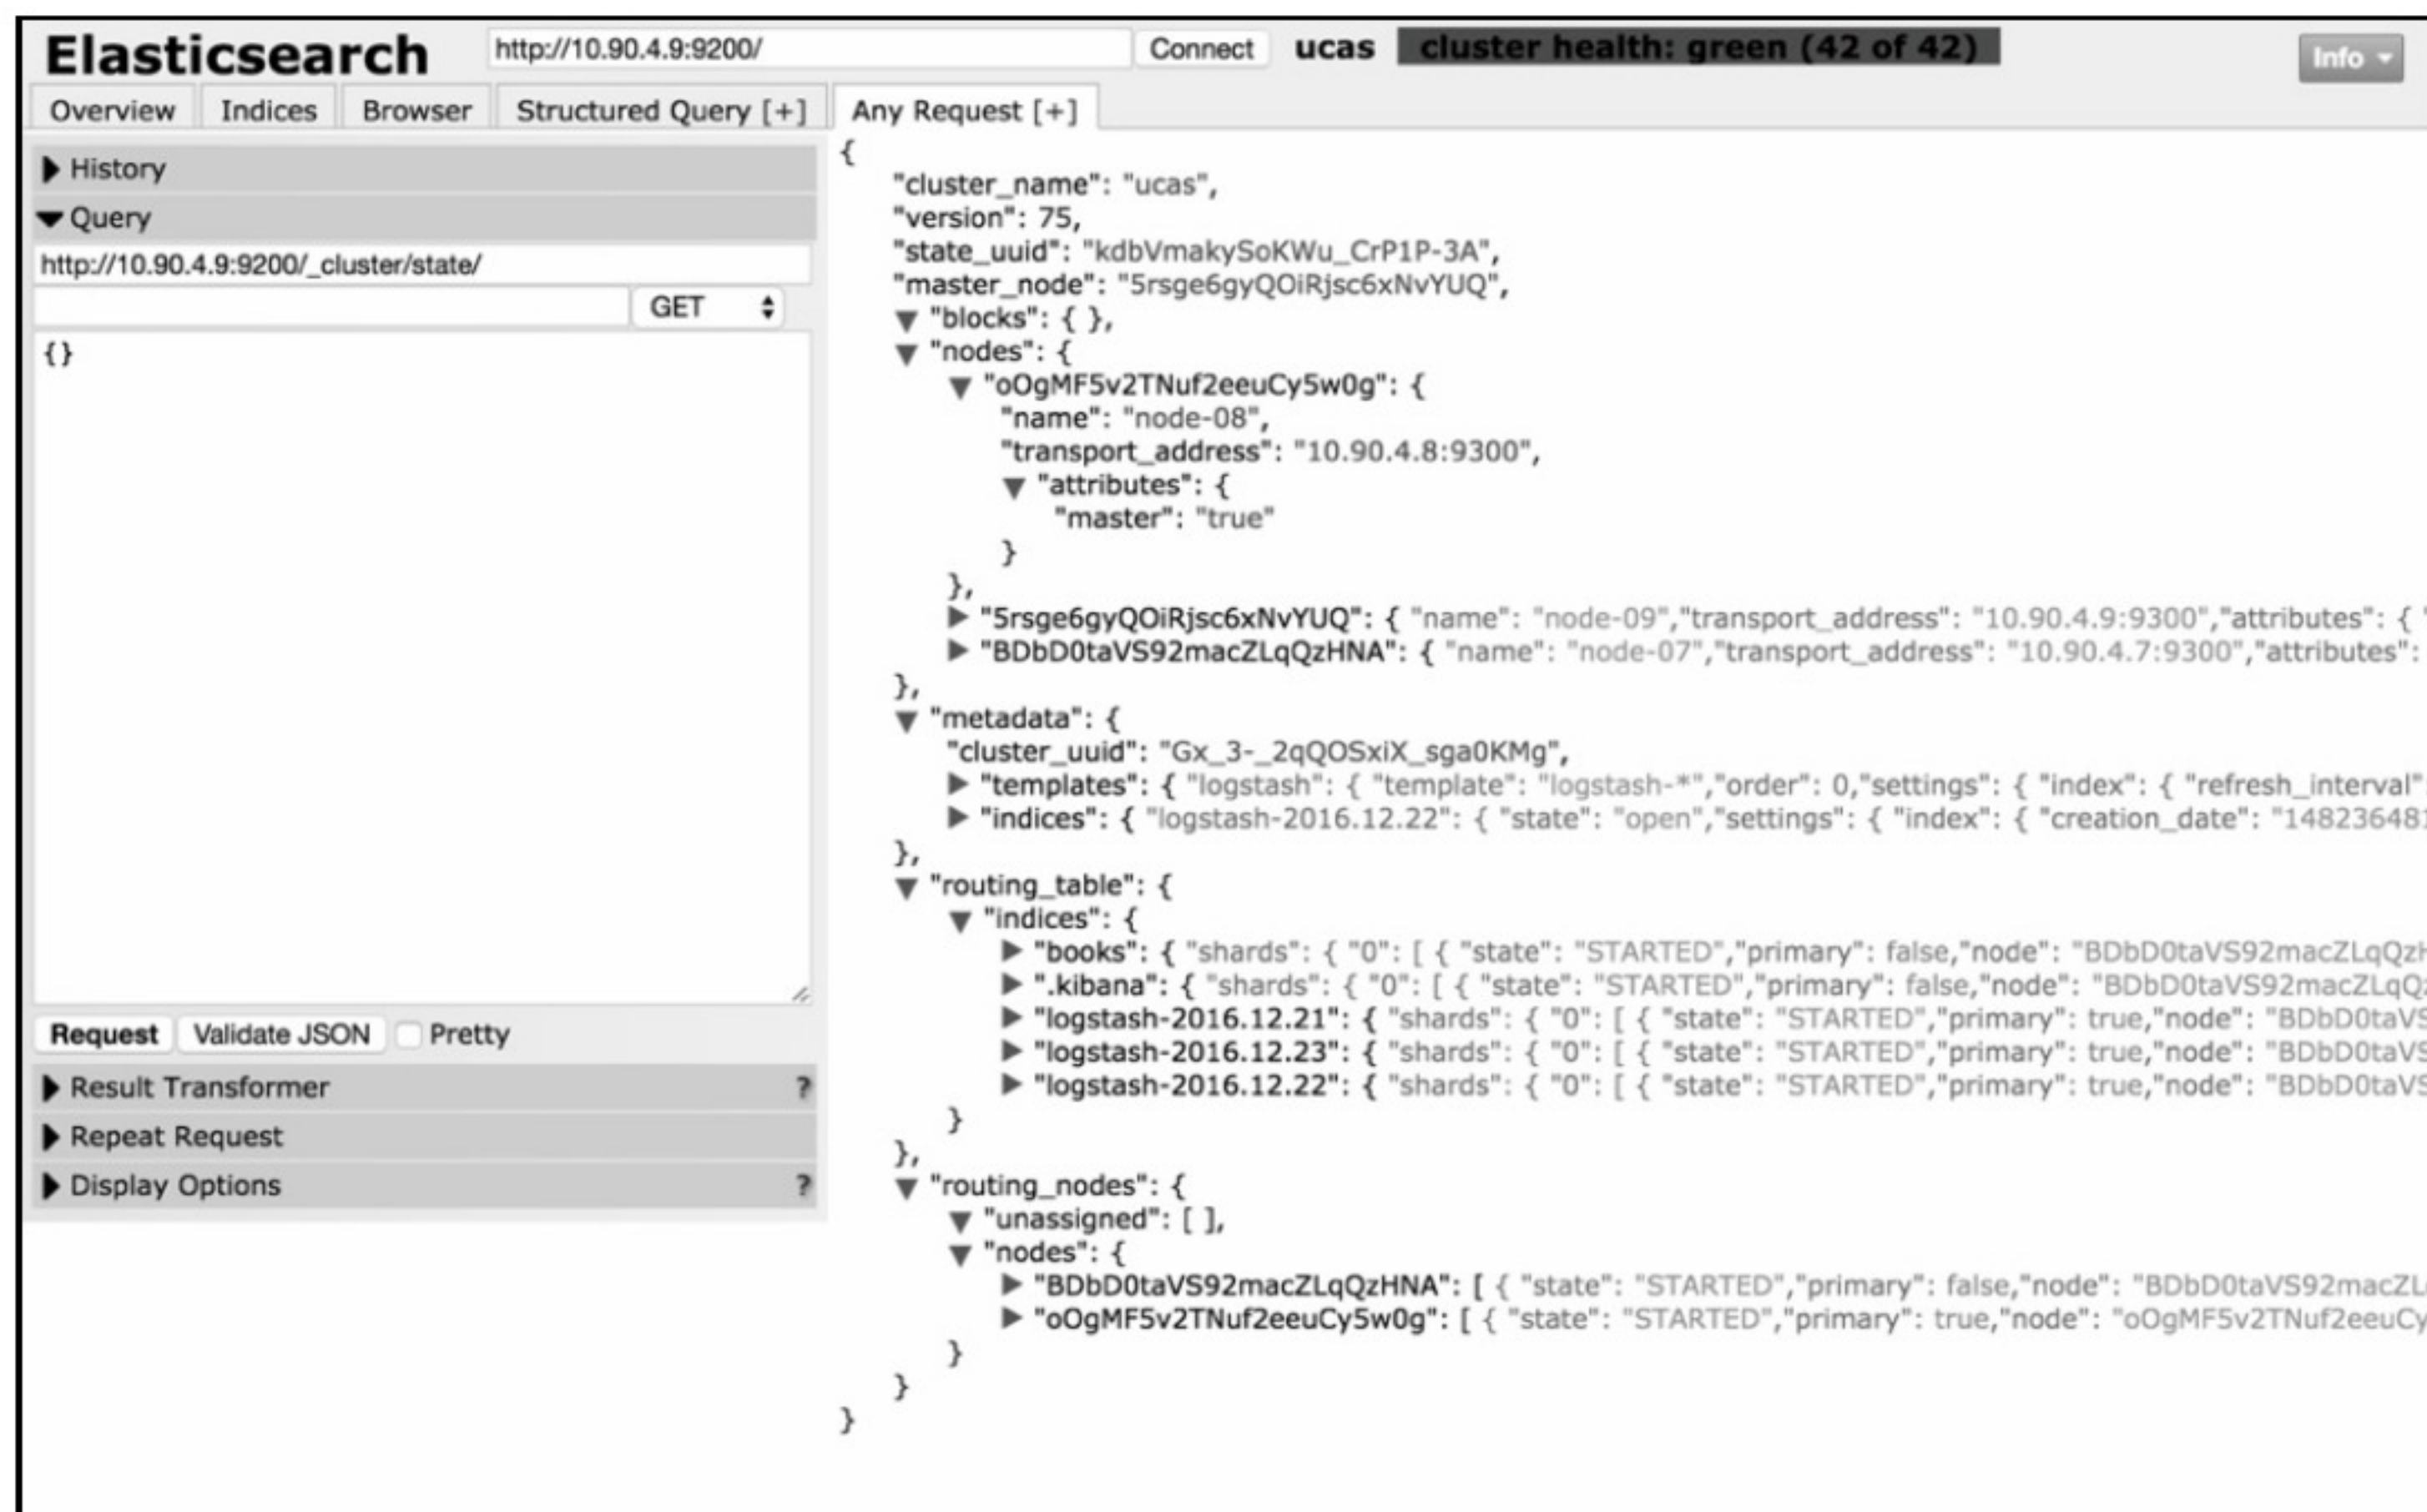 Elasticsearch http://10.90.4.9:9200/ Connect ucas cluster health: green (42 of 42) Info
Overview Indices Browser Structured Query [+] Any Request [+]
History
Query
http://10.90.4.9:9200/_cluster/state/
GET
{}
Request Validate JSON Pretty
Result Transformer ?
Repeat Request
Display Options ?
{
"cluster_name": "ucas",
"version": 75,
"state_uuid": "kdbVmakySoKWu_CrP1P-3A",
"master_node": "5rsge6gyQOiRjsc6xNvYUQ",
"blocks": { },
"nodes": {
"oOgMF5v2TNuf2eeuCy5w0g": {
"name": "node-08",
"transport_address": "10.90.4.8:9300",
"attributes": {
"master": "true"
}
},
"5rsge6gyQOiRjsc6xNvYUQ": { "name": "node-09","transport_address": "10.90.4.9:9300","attributes": { "
"BDbD0taVS92macZLqQzHNA": { "name": "node-07","transport_address": "10.90.4.7:9300","attributes":
},
"metadata": {
"cluster_uuid": "Gx_3-_2qQOSxiX_sga0KMg",
"templates": { "logstash": { "template": "logstash-*","order": 0,"settings": { "index": { "refresh_interval":
"indices": { "logstash-2016.12.22": { "state": "open","settings": { "index": { "creation_date": "148236481
},
"routing_table": {
"indices": {
"books": { "shards": { "0": [ { "state": "STARTED","primary": false,"node": "BDbD0taVS92macZLqQzH
".kibana": { "shards": { "0": [ { "state": "STARTED","primary": false,"node": "BDbD0taVS92macZLqQz
"logstash-2016.12.21": { "shards": { "0": [ { "state": "STARTED","primary": true,"node": "BDbD0taVS
"logstash-2016.12.23": { "shards": { "0": [ { "state": "STARTED","primary": true,"node": "BDbD0taVS
"logstash-2016.12.22": { "shards": { "0": [ { "state": "STARTED","primary": true,"node": "BDbD0taVS
}
},
"routing_nodes": {
"unassigned": [ ],
"nodes": {
"BDbD0taVS92macZLqQzHNA": [ { "state": "STARTED","primary": false,"node": "BDbD0taVS92macZL
"oOgMF5v2TNuf2eeuCy5w0g": [ { "state": "STARTED","primary": true,"node": "oOgMF5v2TNuf2eeuCy
}
}
}